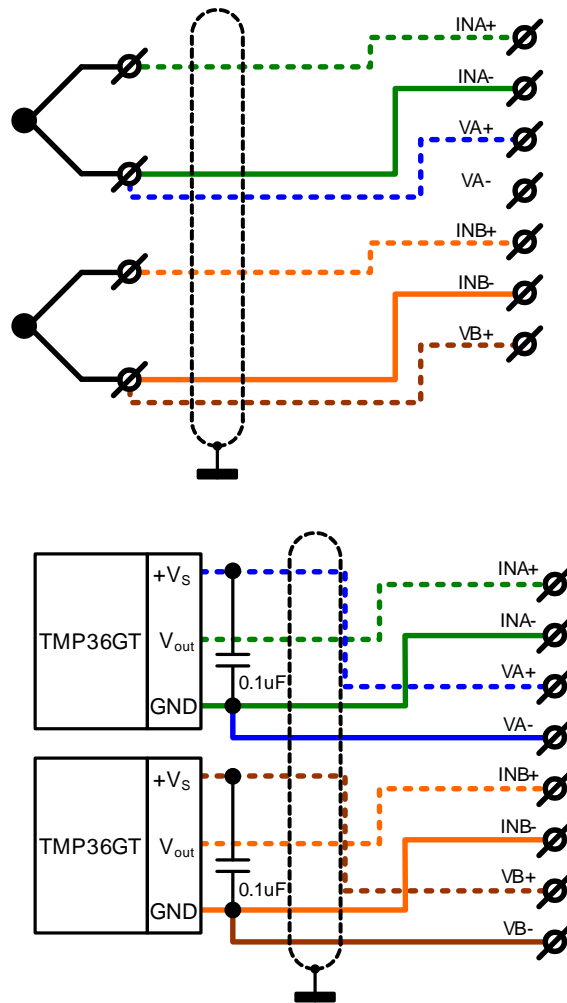 INA+
INA-
VA+
VA-
INB+
INB-
VB+
+VS
TMP36GT
Vout
GND
0.1uF
INA+
INA-
VA+
VA-
+VS
TMP36GT
Vout
GND
0.1uF
INB+
INB-
VB+
VB-